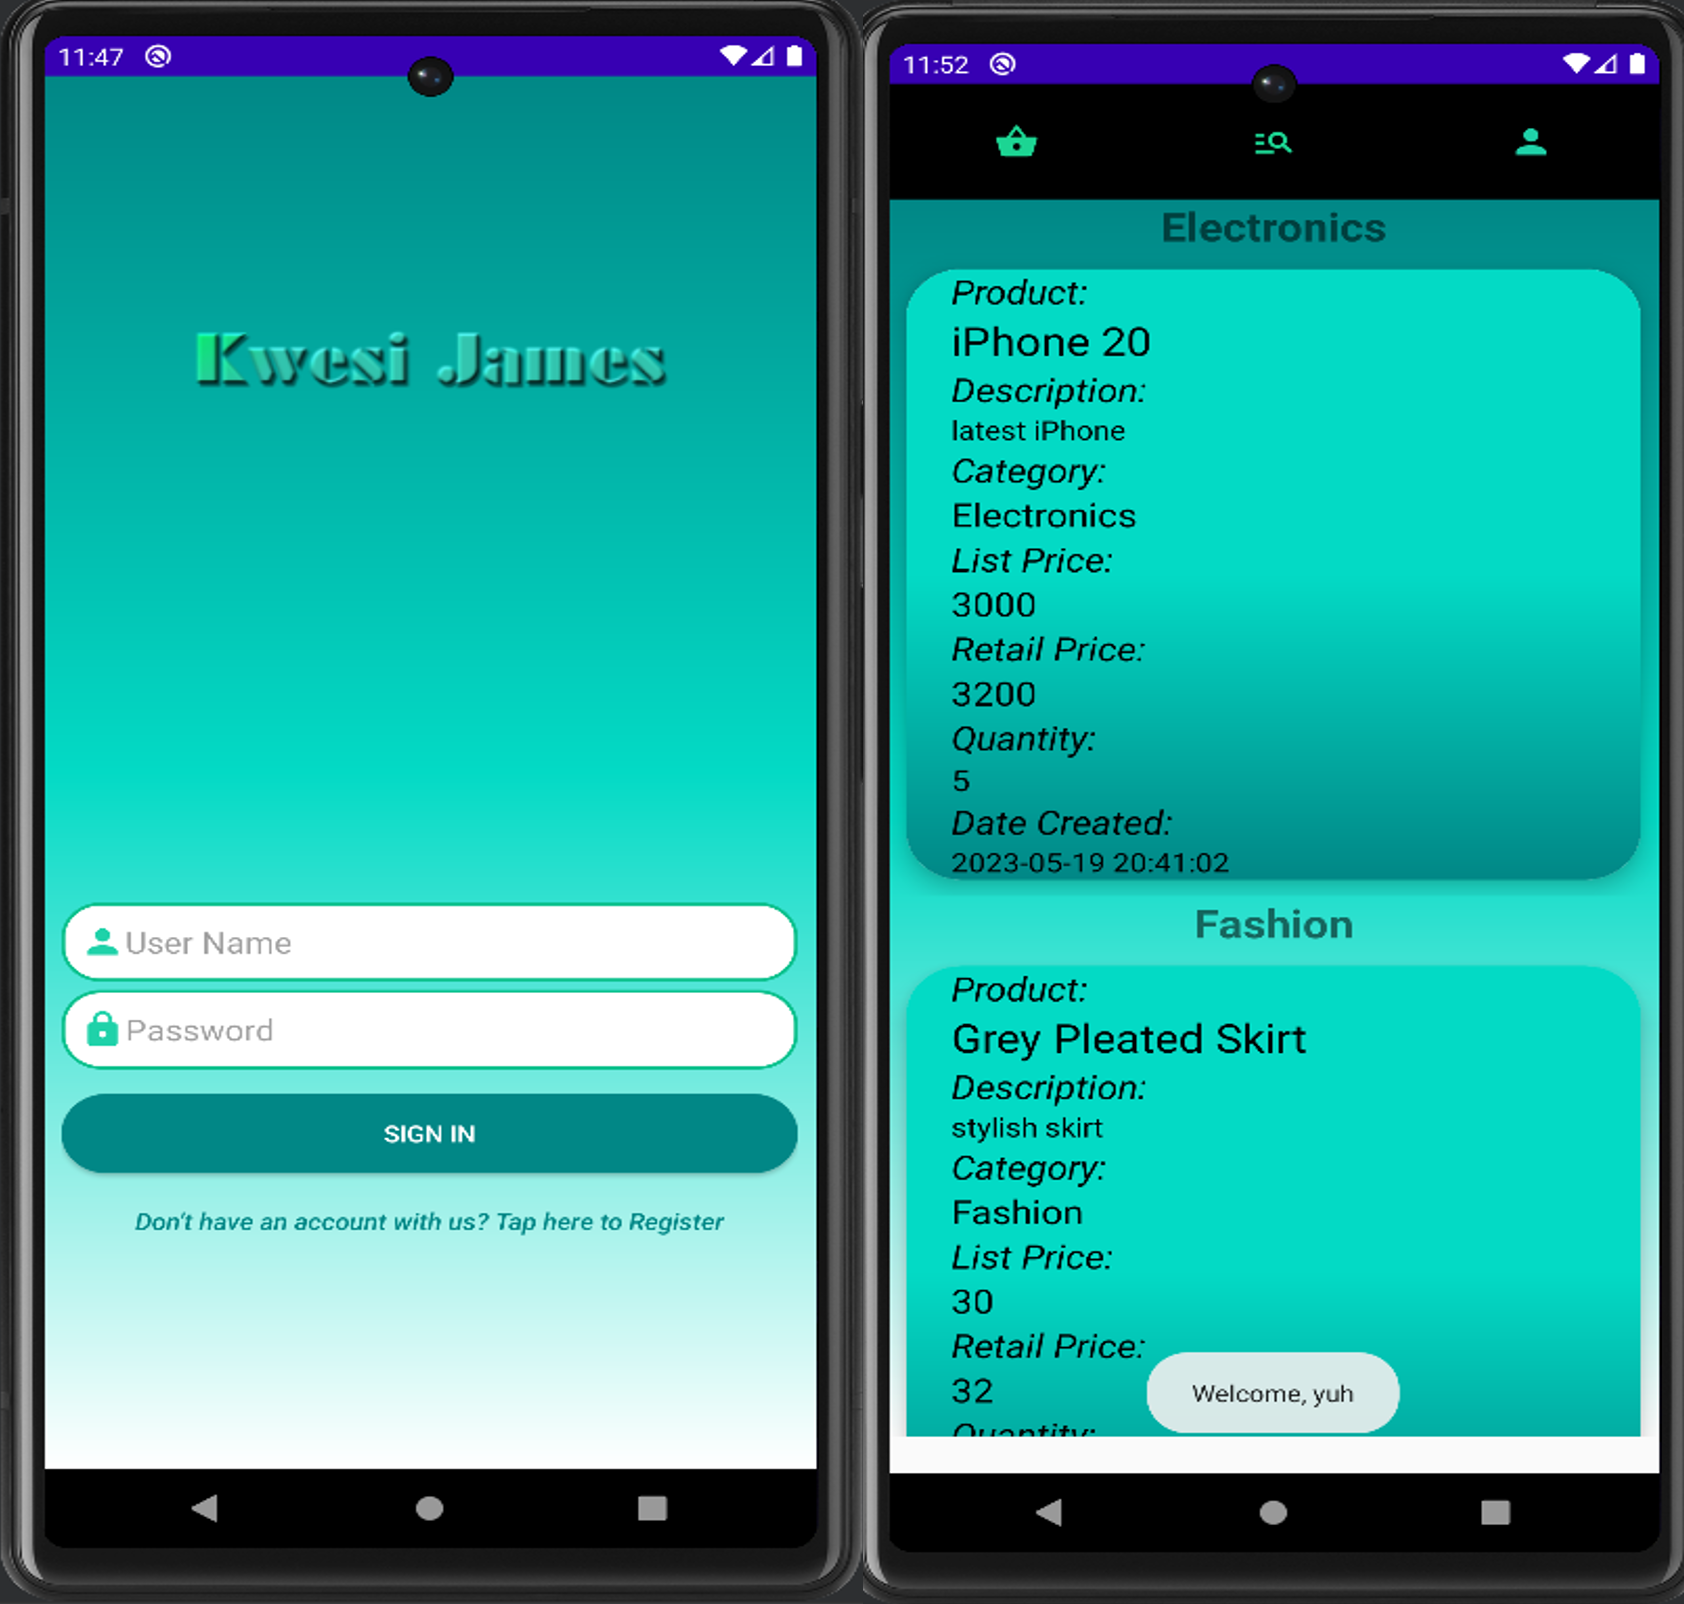 11:47
Kwesi James
User Name
Password
SIGN IN
Don't have an account with us? Tap here to Register
11:52
Electronics
Product:
iPhone 20
Description:
latest iPhone
Category:
Electronics
List Price:
3000
Retail Price:
3200
Quantity:
5
Date Created:
2023-05-19 20:41:02
Fashion
Product:
Grey Pleated Skirt
Description:
stylish skirt
Category:
Fashion
List Price:
30
Retail Price:
32
Welcome, yuh
Quantity: